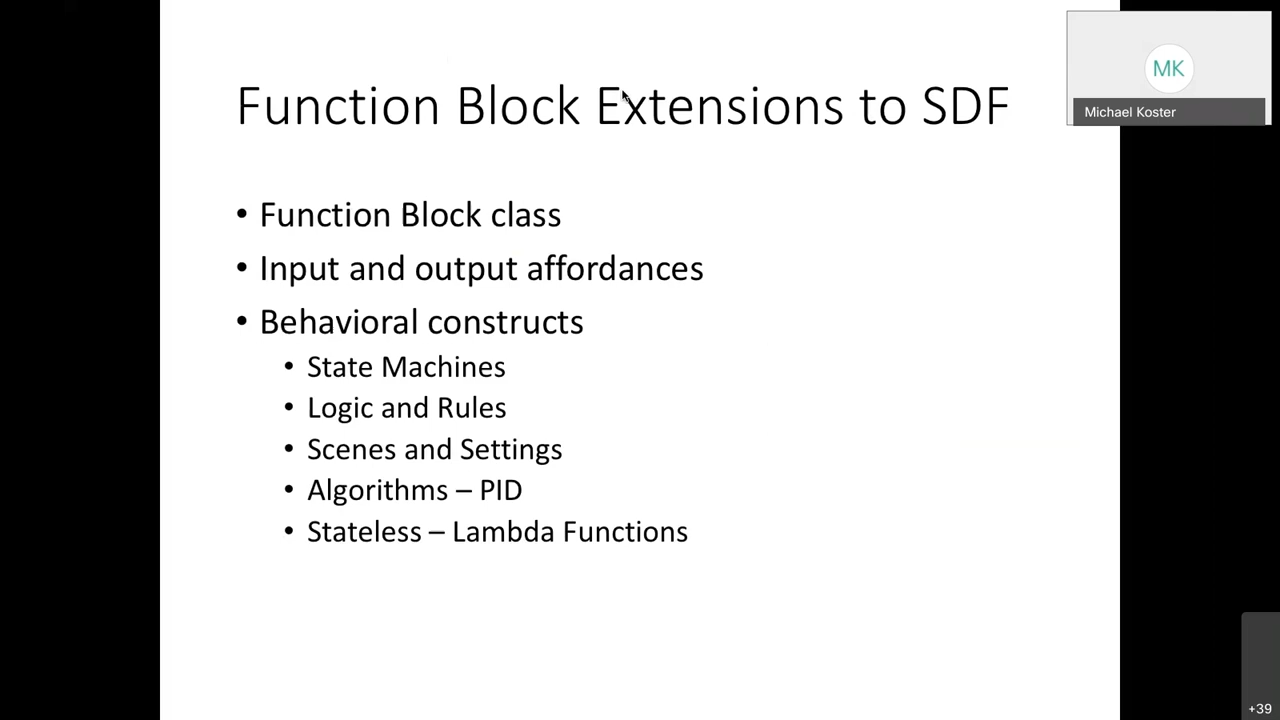 Function Block Extensions to SDF
MK
Michael Koster
• Function Block class
• Input and output affordances
• Behavioral constructs
• State Machines
• Logic and Rules
• Scenes and Settings
• Algorithms – PID
• Stateless – Lambda Functions
+39